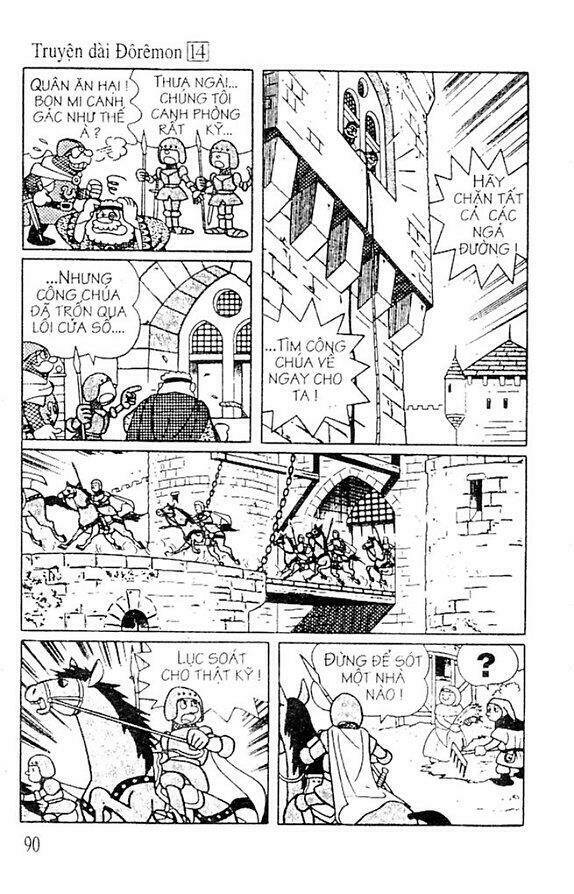 Truyện dài Đôrêmon 14
QUÂN ĂN HẠI !
BỌN MI CANH
GÁC NHƯ THẾ
À ?
THƯA NGÀI...
CHÚNG TÔI
CANH PHÒNG
RẤT KỸ...
...NHƯNG
CÔNG CHÚA
ĐÃ TRỐN QUA
LỐI CỬA SỔ....
HÃY
CHẶN TẤT
CẢ CÁC
NGẢ
ĐƯỜNG !
...TÌM CÔNG
CHÚA VỀ
NGAY CHO
TA !
LỤC SOÁT
CHO THẬT KỸ !
ĐỪNG ĐỂ SÓT
MỘT NHÀ
NÀO !
?
90